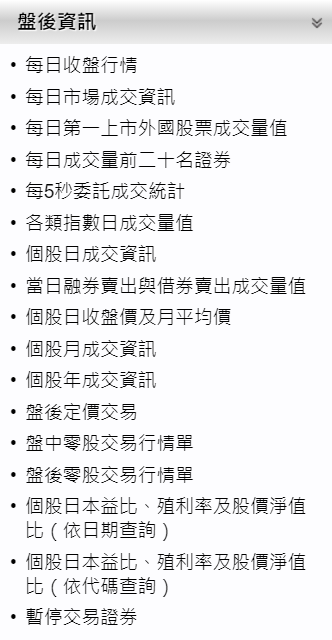 盤後資訊
每日收盤行情
每日市場成交資訊
每日第一上市外國股票成交量值
每日成交量前二十名證券
每5秒委託成交統計
各類指數日成交量值
個股日成交資訊
當日融券賣出與借券賣出成交量值
個股日收盤價及月平均價
個股月成交資訊
個股年成交資訊
盤後定價交易
盤中零股交易行情單
盤後零股交易行情單
個股日本益比、殖利率及股價淨值
比（依日期查詢）
個股日本益比、殖利率及股價淨值
比（依代碼查詢）
暫停交易證券